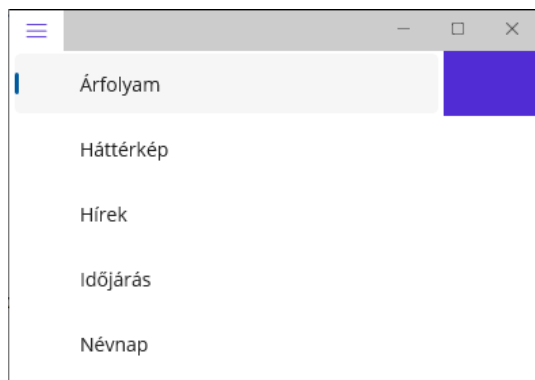 Árfolyam
Háttérkép
Hírek
Időjárás
Névnap